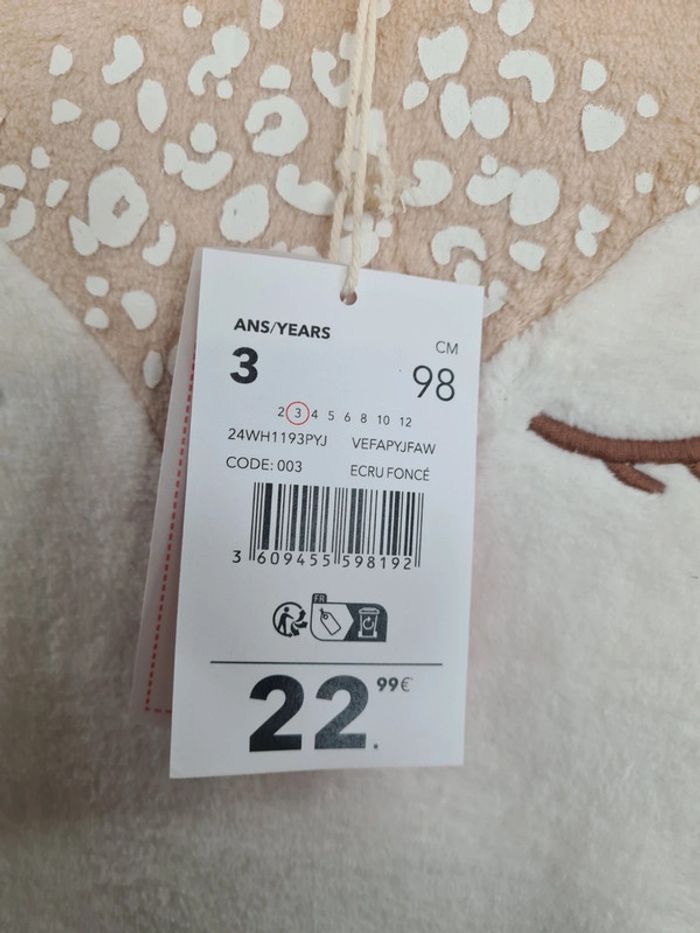 ANS/YEARS
CM
3
98
2 3 4 5 6 8 10 12
24WH1193PYJ VEFAPYJFAW
CODE: 003 ECRU FONCÉ
3 609455 598192
FR
22.99€